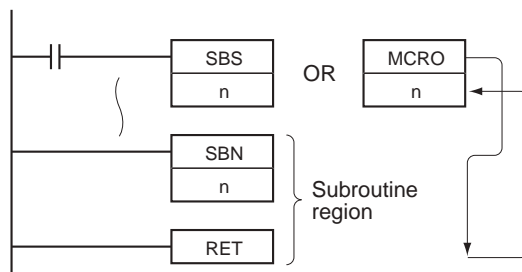 SBS
n
OR
MCRO
n
SBN
n
Subroutine
region
RET